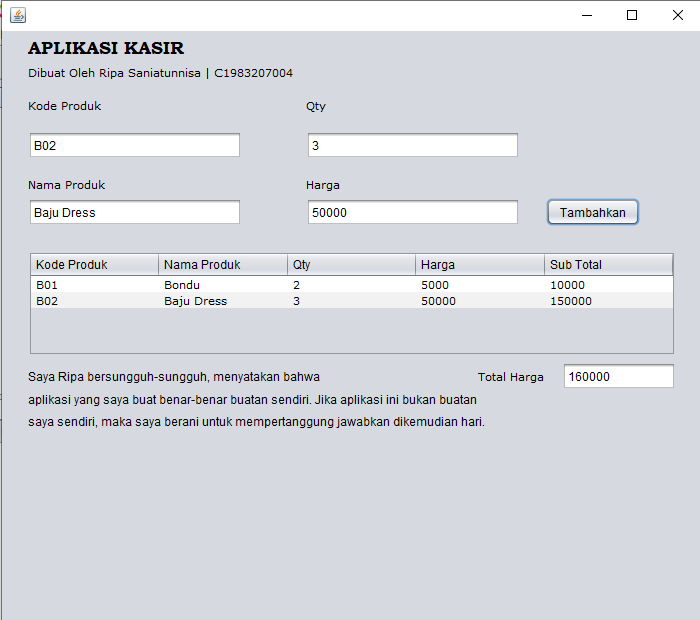 APLIKASI KASIR
Dibuat Oleh Ripa Saniatunnisa | C1983207004
Kode Produk Qty
B02 3
Nama Produk Harga
Baju Dress 50000 Tambahkan
Kode Produk Nama Produk Qty Harga Sub Total
B01 Bondu 2 5000 10000
B02 Baju Dress 3 50000 150000
Saya Ripa bersungguh-sungguh, menyatakan bahwa Total Harga 160000
aplikasi yang saya buat benar-benar buatan sendiri. Jika aplikasi ini bukan buatan
saya sendiri, maka saya berani untuk mempertanggung jawabkan dikemudian hari.